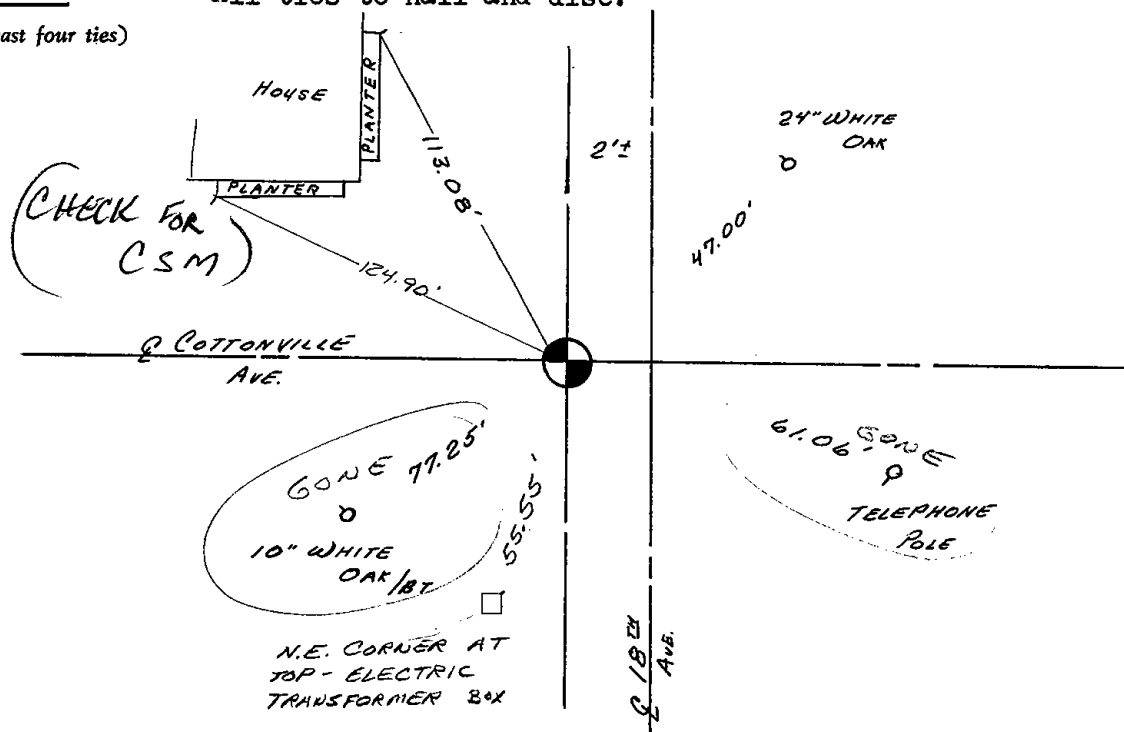 All ties to nail and disc.
ast four ties)
HOUSE
PLANTER
PLANTER
113.08'
124.90'
2'±
24" WHITE
OAK
47.00'
(CHECK FOR
CSM)
℄ COTTONVILLE
AVE.
GONE 77.25'
10" WHITE
OAK/BT
55.55'
61.06' GONE
TELEPHONE
POLE
N.E. CORNER AT
TOP - ELECTRIC
TRANSFORMER BOX
℄ 18TH
AVE.